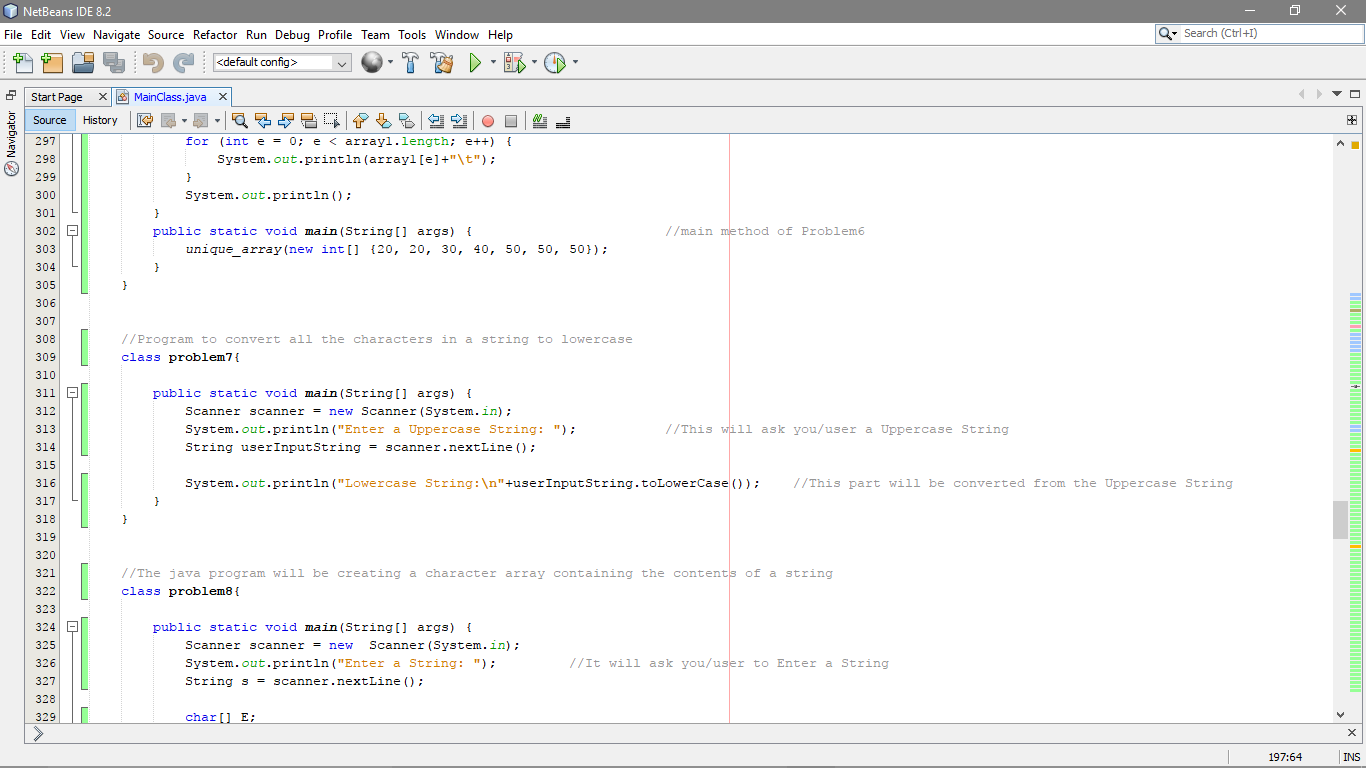 NetBeans IDE 8.2
File Edit View Navigate Source Refactor Run Debug Profile Team Tools Window Help
Search (Ctrl+I)
<default config>
Start Page MainClass.java
Navigator
Source History
297 for (int e = 0; e < array1.length; e++) {
298 System.out.println(array1[e]+"\t");
299 }
300 System.out.println();
301 }
302 public static void main(String[] args) { //main method of Problem6
303 unique_array(new int[] {20, 20, 30, 40, 50, 50, 50});
304 }
305 }
306
307
308 //Program to convert all the characters in a string to lowercase
309 class problem7{
310
311 public static void main(String[] args) {
312 Scanner scanner = new Scanner(System.in);
313 System.out.println("Enter a Uppercase String: "); //This will ask you/user a Uppercase String
314 String userInputString = scanner.nextLine();
315
316 System.out.println("Lowercase String:\n"+userInputString.toLowerCase()); //This part will be converted from the Uppercase String
317 }
318 }
319
320
321 //The java program will be creating a character array containing the contents of a string
322 class problem8{
323
324 public static void main(String[] args) {
325 Scanner scanner = new  Scanner(System.in);
326 System.out.println("Enter a String: "); //It will ask you/user to Enter a String
327 String s = scanner.nextLine();
328
329 char[] E;
197:64 INS